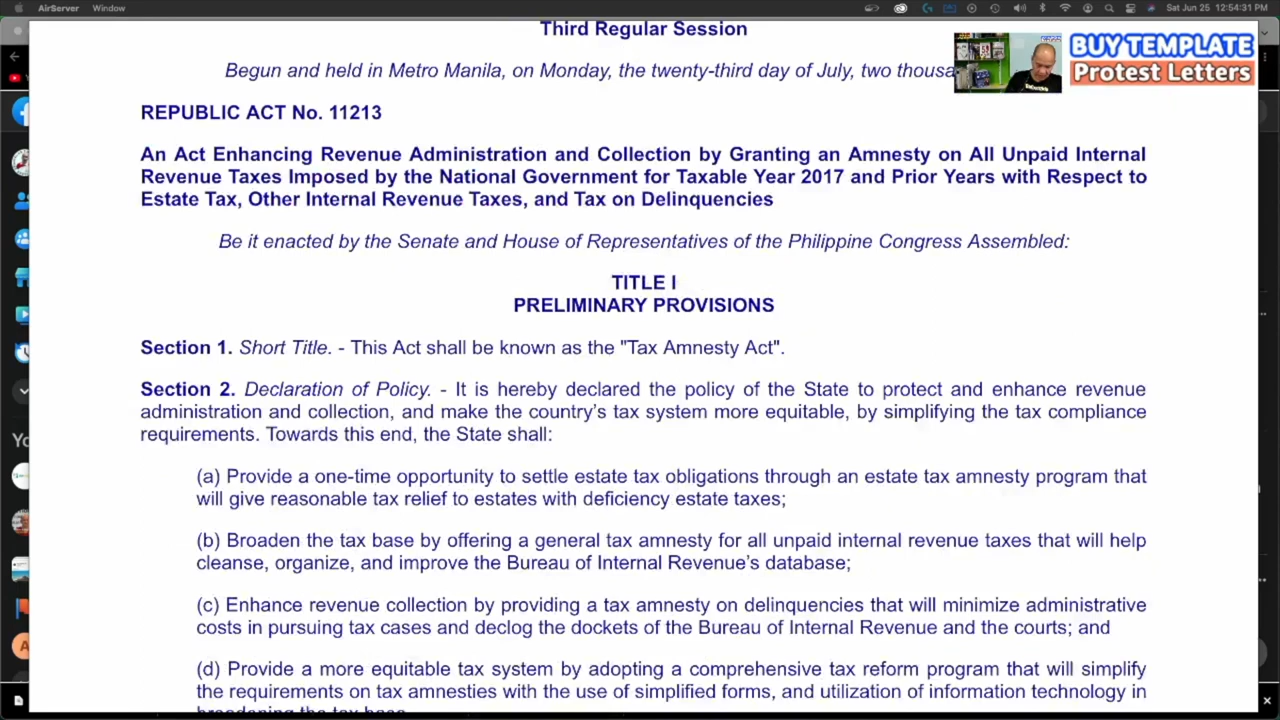 AirServer Window Sat Jun 25 12:54:31 PM
Third Regular Session
BUY TEMPLATE
Protest Letters
Begun and held in Metro Manila, on Monday, the twenty-third day of July, two
REPUBLIC ACT No. 11213
An Act Enhancing Revenue Administration and Collection by Granting an Amnesty on All Unpaid Internal
Revenue Taxes Imposed by the National Government for Taxable Year 2017 and Prior Years with Respect to
Estate Tax, Other Internal Revenue Taxes, and Tax on Delinquencies
Be it enacted by the Senate and House of Representatives of the Philippine Congress Assembled:
TITLE I
PRELIMINARY PROVISIONS
Section 1. Short Title. - This Act shall be known as the "Tax Amnesty Act".
Section 2. Declaration of Policy. - It is hereby declared the policy of the State to protect and enhance revenue
administration and collection, and make the country's tax system more equitable, by simplifying the tax compliance
requirements. Towards this end, the State shall:
(a) Provide a one-time opportunity to settle estate tax obligations through an estate tax amnesty program that
will give reasonable tax relief to estates with deficiency estate taxes;
(b) Broaden the tax base by offering a general tax amnesty for all unpaid internal revenue taxes that will help
cleanse, organize, and improve the Bureau of Internal Revenue's database;
(c) Enhance revenue collection by providing a tax amnesty on delinquencies that will minimize administrative
costs in pursuing tax cases and declog the dockets of the Bureau of Internal Revenue and the courts; and
(d) Provide a more equitable tax system by adopting a comprehensive tax reform program that will simplify
the requirements on tax amnesties with the use of simplified forms, and utilization of information technology in
broadening the tax base